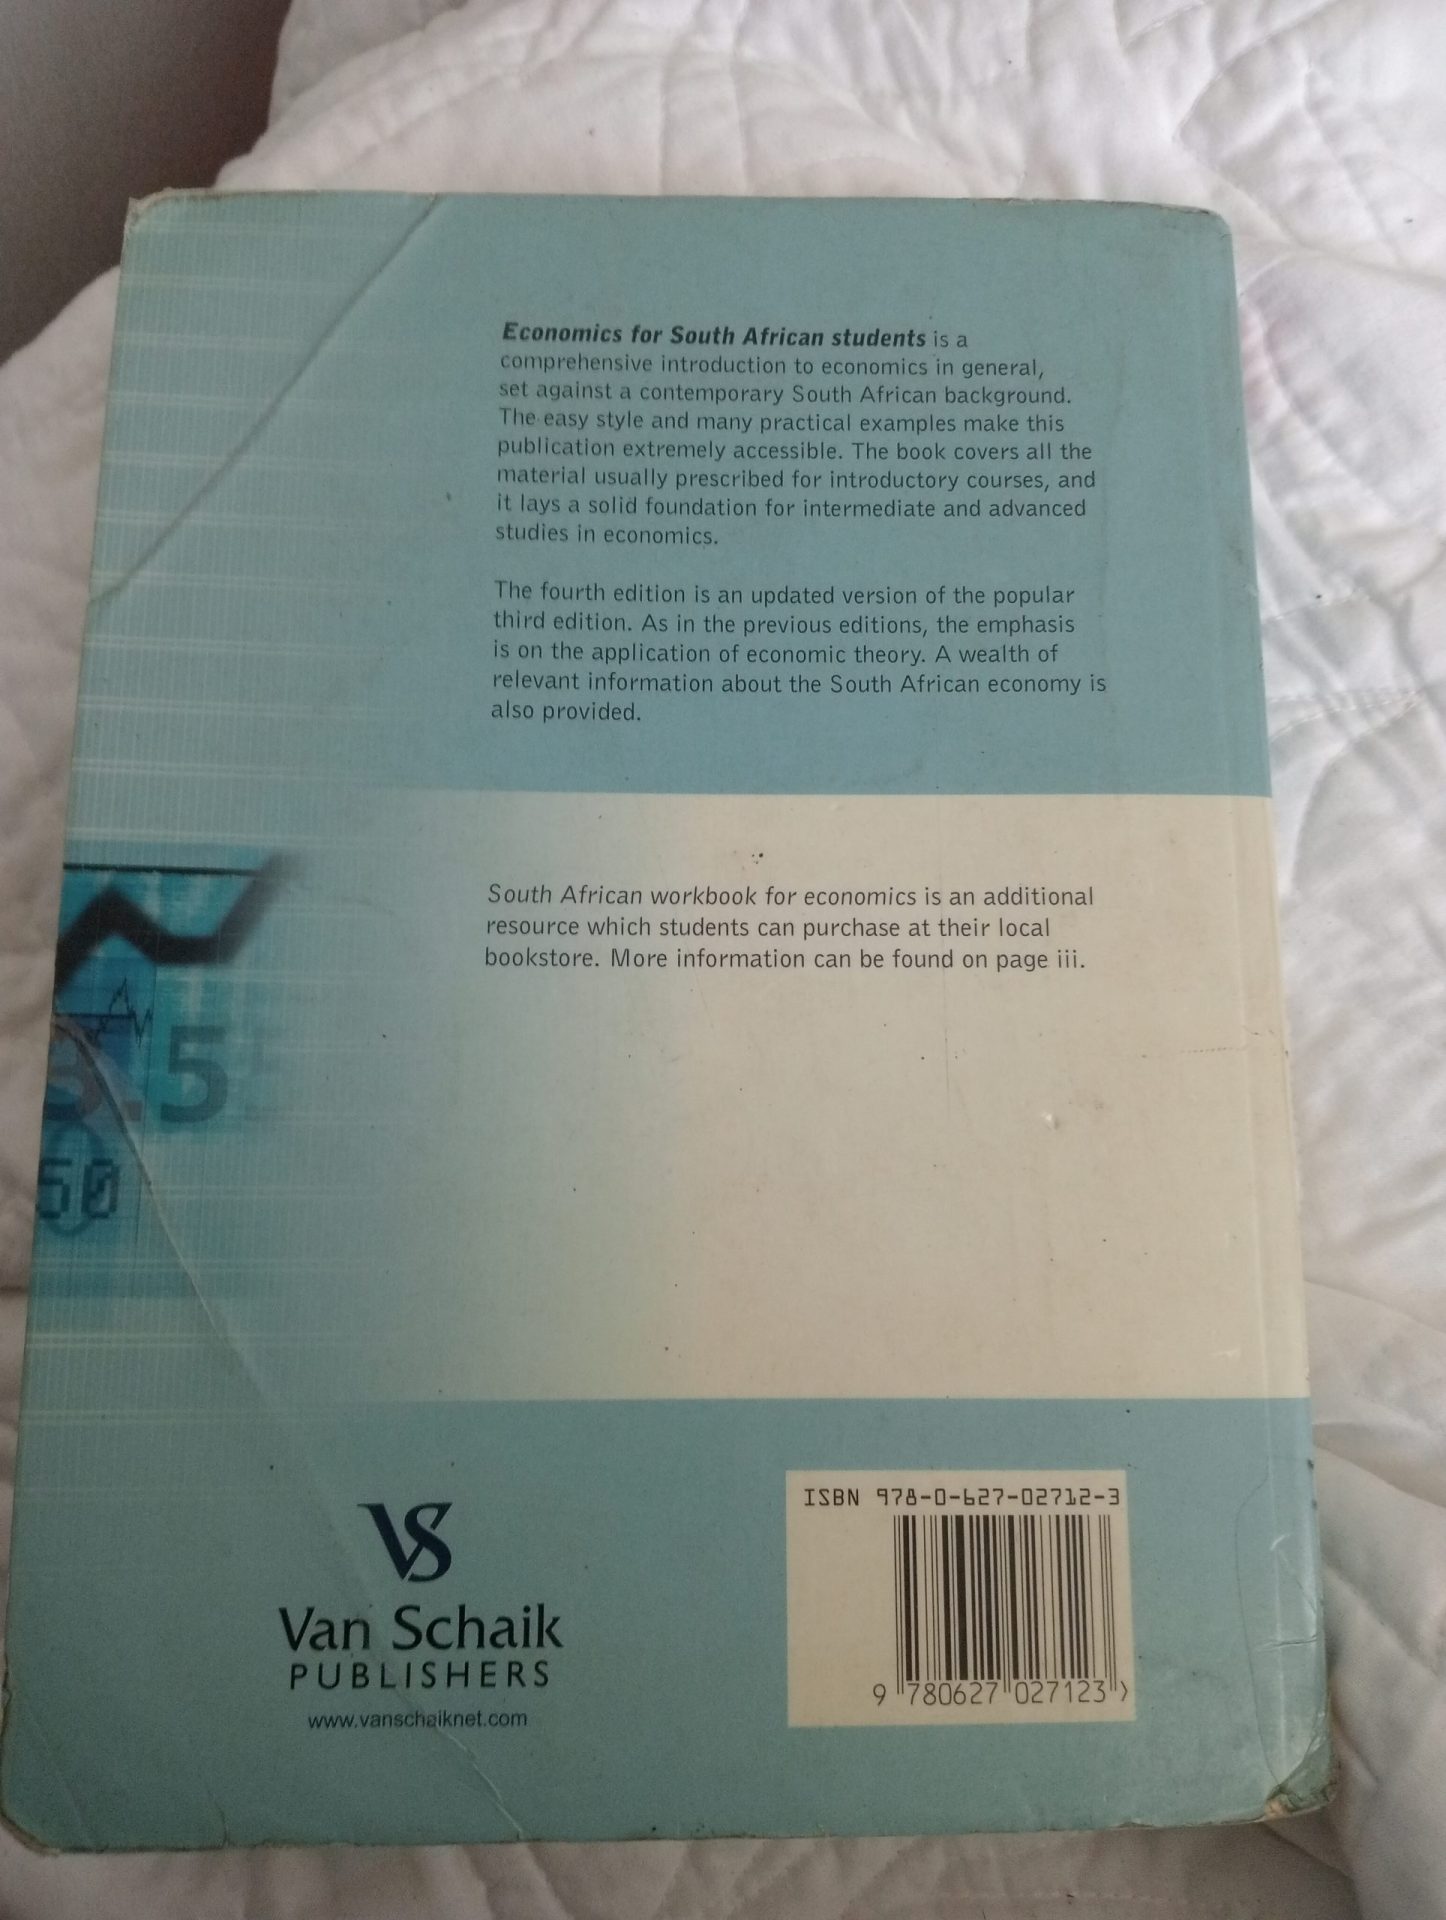 Economics for South African students is a
comprehensive introduction to economics in general,
set against a contemporary South African background.
The easy style and many practical examples make this
publication extremely accessible. The book covers all the
material usually prescribed for introductory courses, and
it lays a solid foundation for intermediate and advanced
studies in economics.
The fourth edition is an updated version of the popular
third edition. As in the previous editions, the emphasis
is on the application of economic theory. A wealth of
relevant information about the South African economy is
also provided.
South African workbook for economics is an additional
resource which students can purchase at their local
bookstore. More information can be found on page iii.
.5
50
VS
Van Schaik
PUBLISHERS
www.vanschaiknet.com
ISBN 978-0-627-02712-3
9 780627 027123 >